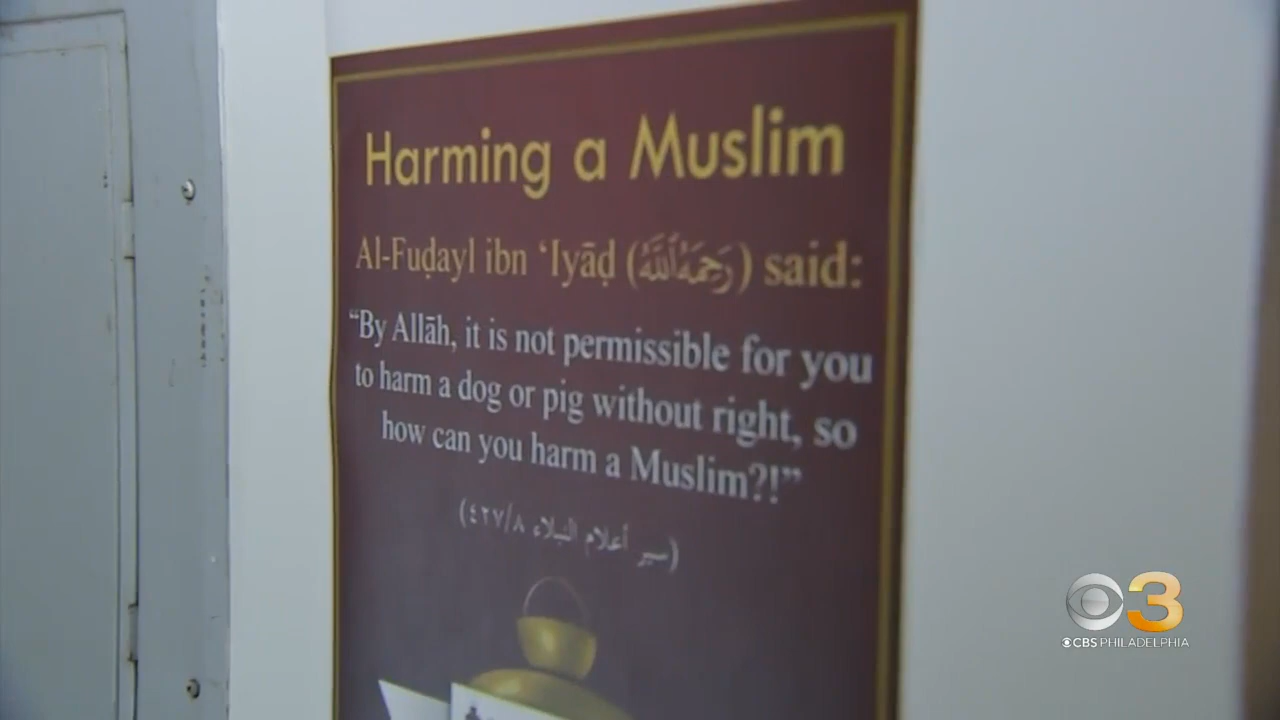 Harming a Muslim
Al-Fuḍayl ibn ‘Iyāḍ (رَحِمَهُ ٱللَّٰهُ) said:
“By Allāh, it is not permissible for you
to harm a dog or pig without right, so
how can you harm a Muslim?!”
(سير أعلام النبلاء ٤٢٧/٨)
3
CBS PHILADELPHIA